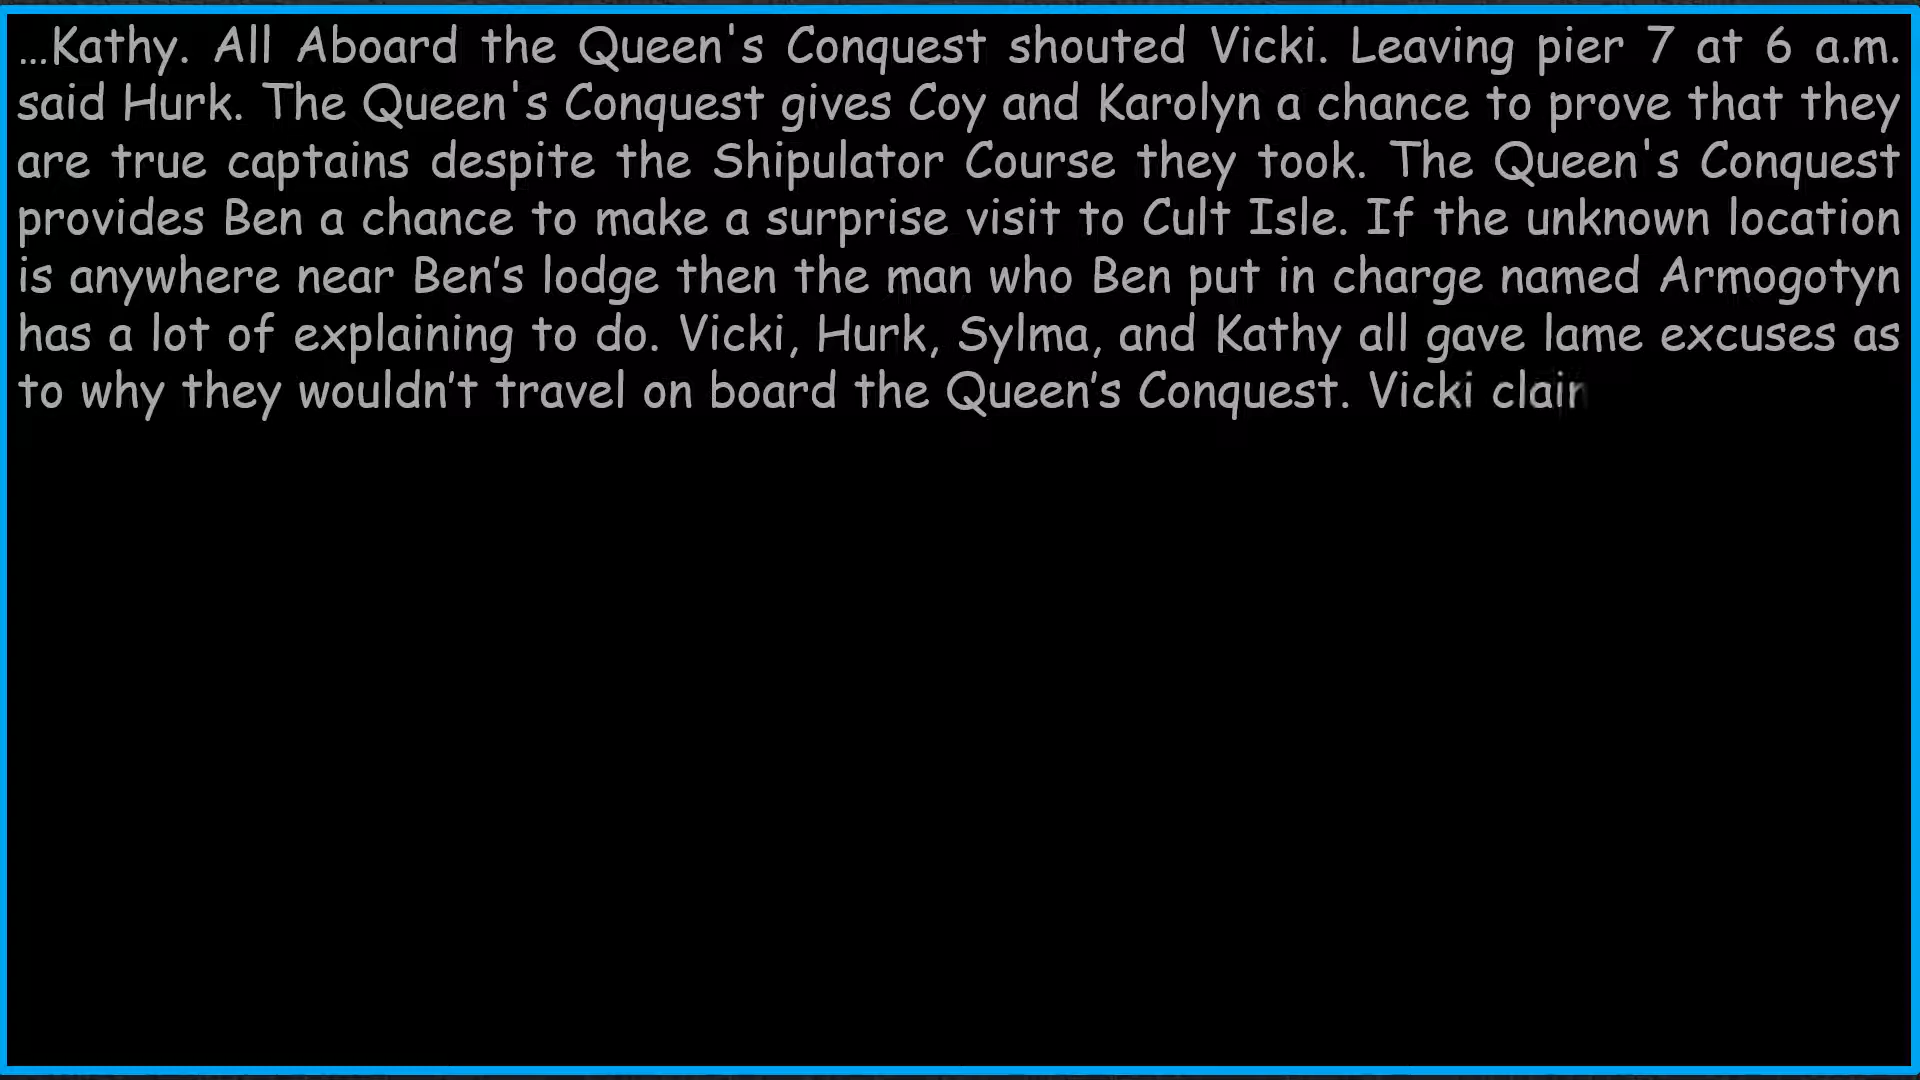 ...Kathy. All Aboard the Queen's Conquest shouted Vicki. Leaving pier 7 at 6 a.m.
said Hurk. The Queen's Conquest gives Coy and Karolyn a chance to prove that they
are true captains despite the Shipulator Course they took. The Queen's Conquest
provides Ben a chance to make a surprise visit to Cult Isle. If the unknown location
is anywhere near Ben’s lodge then the man who Ben put in charge named Armogotyn
has a lot of explaining to do. Vicki, Hurk, Sylma, and Kathy all gave lame excuses as
to why they wouldn’t travel on board the Queen’s Conquest. Vicki